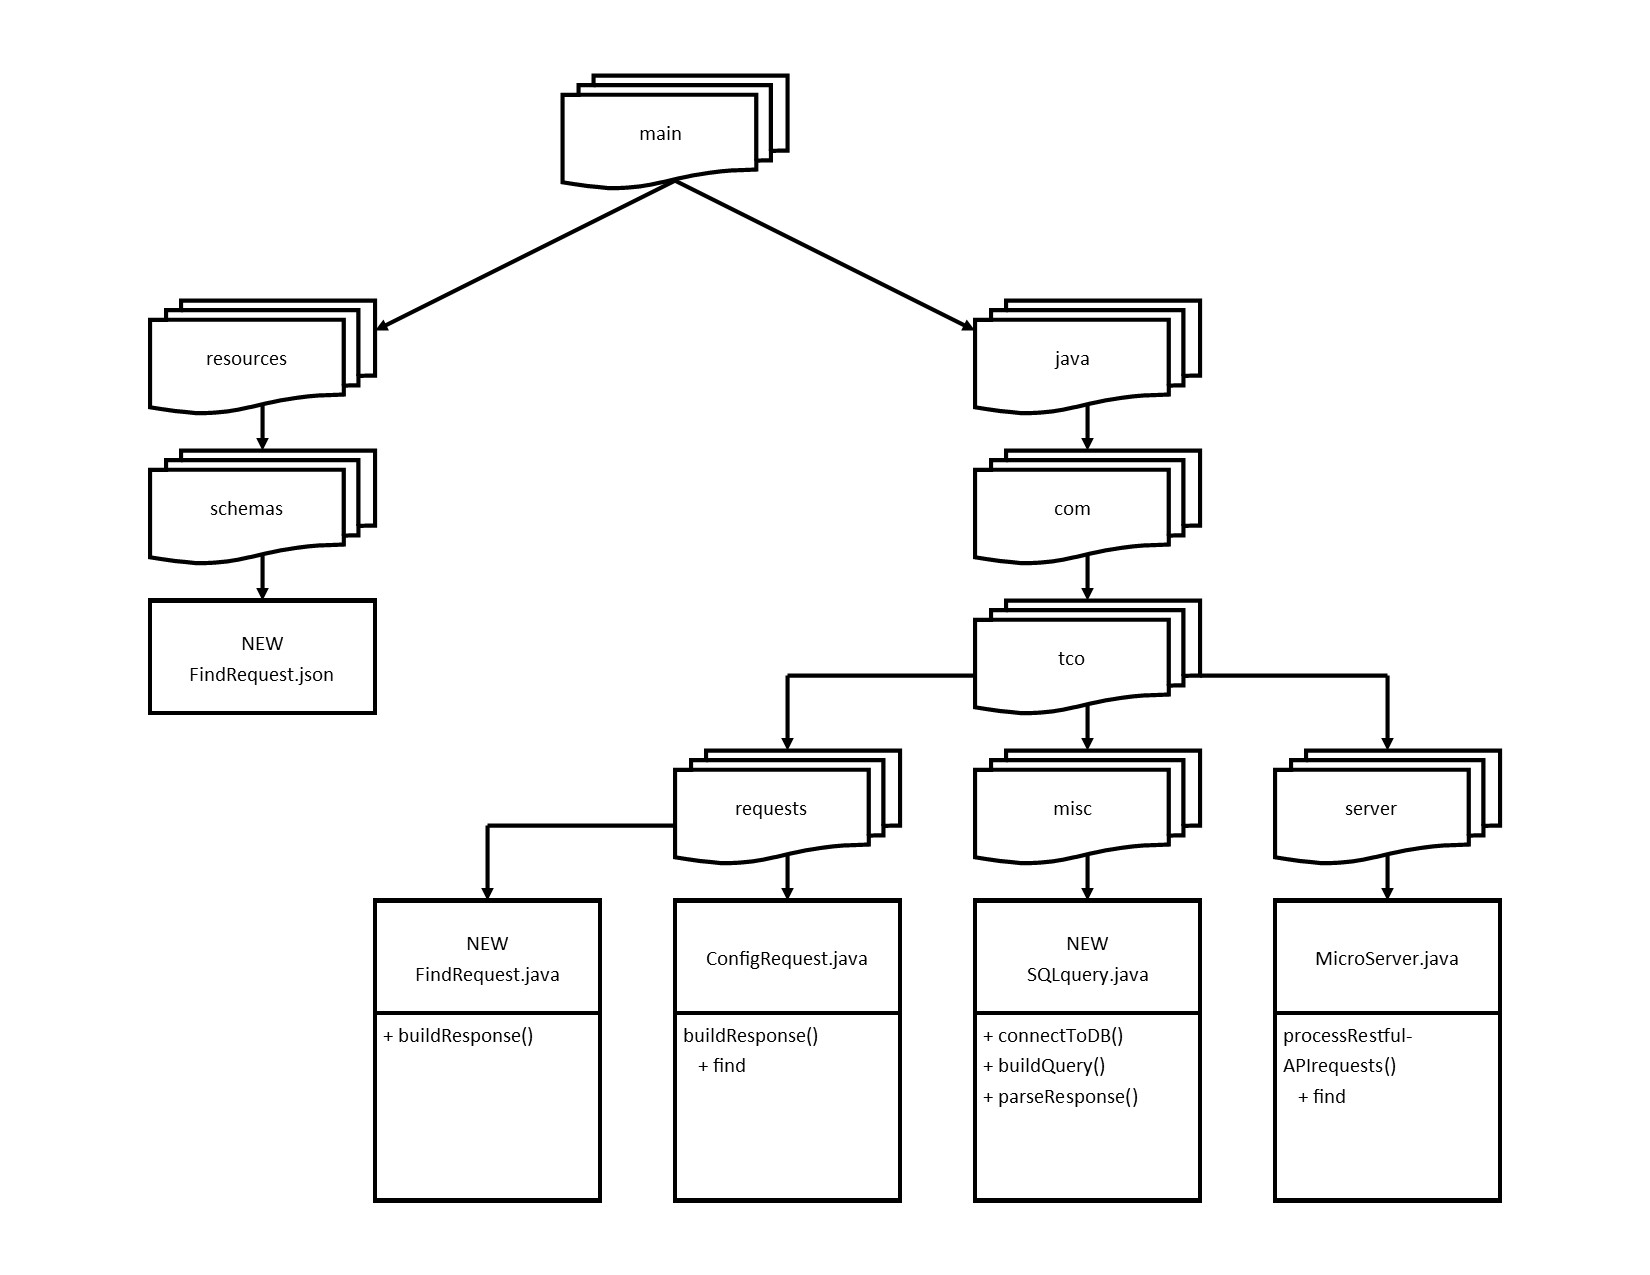 main
resources
java
schemas
com
NEW
FindRequest.json
tco
requests
misc
server
NEW
FindRequest.java
+ buildResponse()
ConfigRequest.java
buildResponse()
+ find
NEW
SQLquery.java
+ connectToDB()
+ buildQuery()
+ parseResponse()
MicroServer.java
processRestful-
APIrequests()
+ find